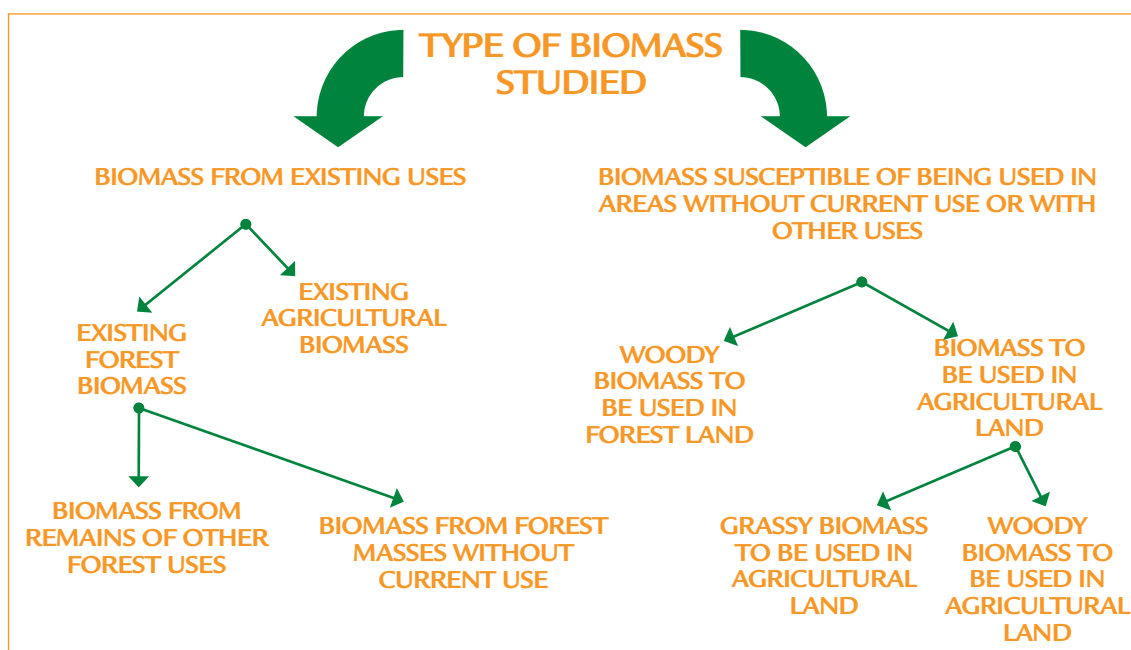 TYPE OF BIOMASS
STUDIED
BIOMASS FROM EXISTING USES
BIOMASS SUSCEPTIBLE OF BEING USED IN
AREAS WITHOUT CURRENT USE OR WITH
OTHER USES
EXISTING
FOREST
BIOMASS
EXISTING
AGRICULTURAL
BIOMASS
WOODY
BIOMASS TO
BE USED IN
FOREST LAND
BIOMASS TO
BE USED IN
AGRICULTURAL
LAND
BIOMASS FROM
REMAINS OF OTHER
FOREST USES
BIOMASS FROM FOREST
MASSES WITHOUT
CURRENT USE
GRASSY BIOMASS
TO BE USED IN
AGRICULTURAL
LAND
WOODY
BIOMASS TO
BE USED IN
AGRICULTURAL
LAND